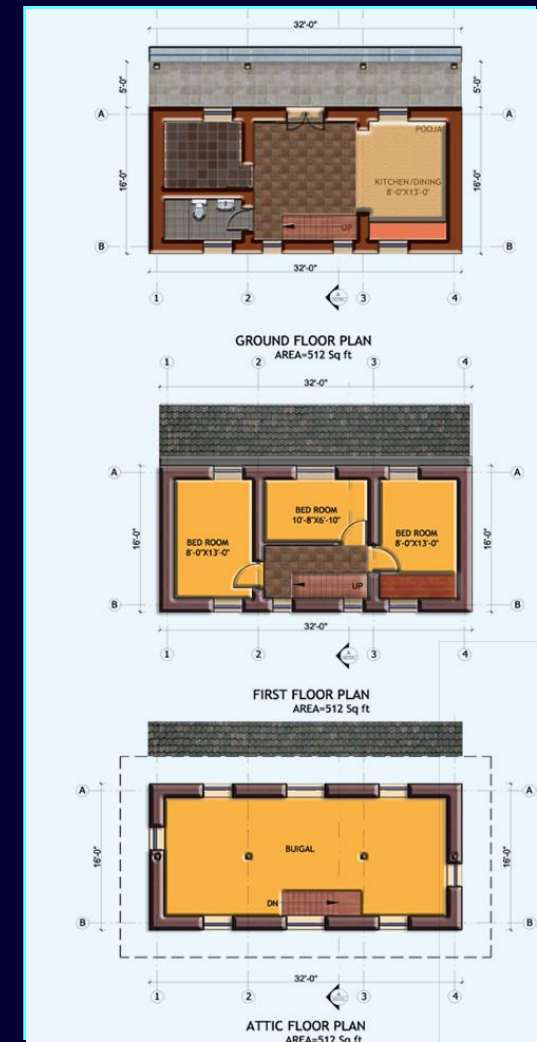 32'-0"
5'-0"
5'-0"
A
A
POOJA
16'-0"
KITCHEN/DINING
8'-0"X13'-0"
16'-0"
UP
B
B
32'-0"
1
2
A
3
4
GROUND FLOOR PLAN
AREA=512 Sq ft
1
2
3
4
32'-0"
A
A
BED ROOM
10'-8"X6'-10"
16'-0"
BED ROOM
8'-0"X13'-0"
BED ROOM
8'-0"X13'-0"
16'-0"
UP
B
B
32'-0"
1
2
A
3
4
FIRST FLOOR PLAN
AREA=512 Sq ft
A
A
16'-0"
BUIGAL
16'-0"
DN
B
B
32'-0"
1
2
A
3
4
ATTIC FLOOR PLAN
AREA=512 Sq ft